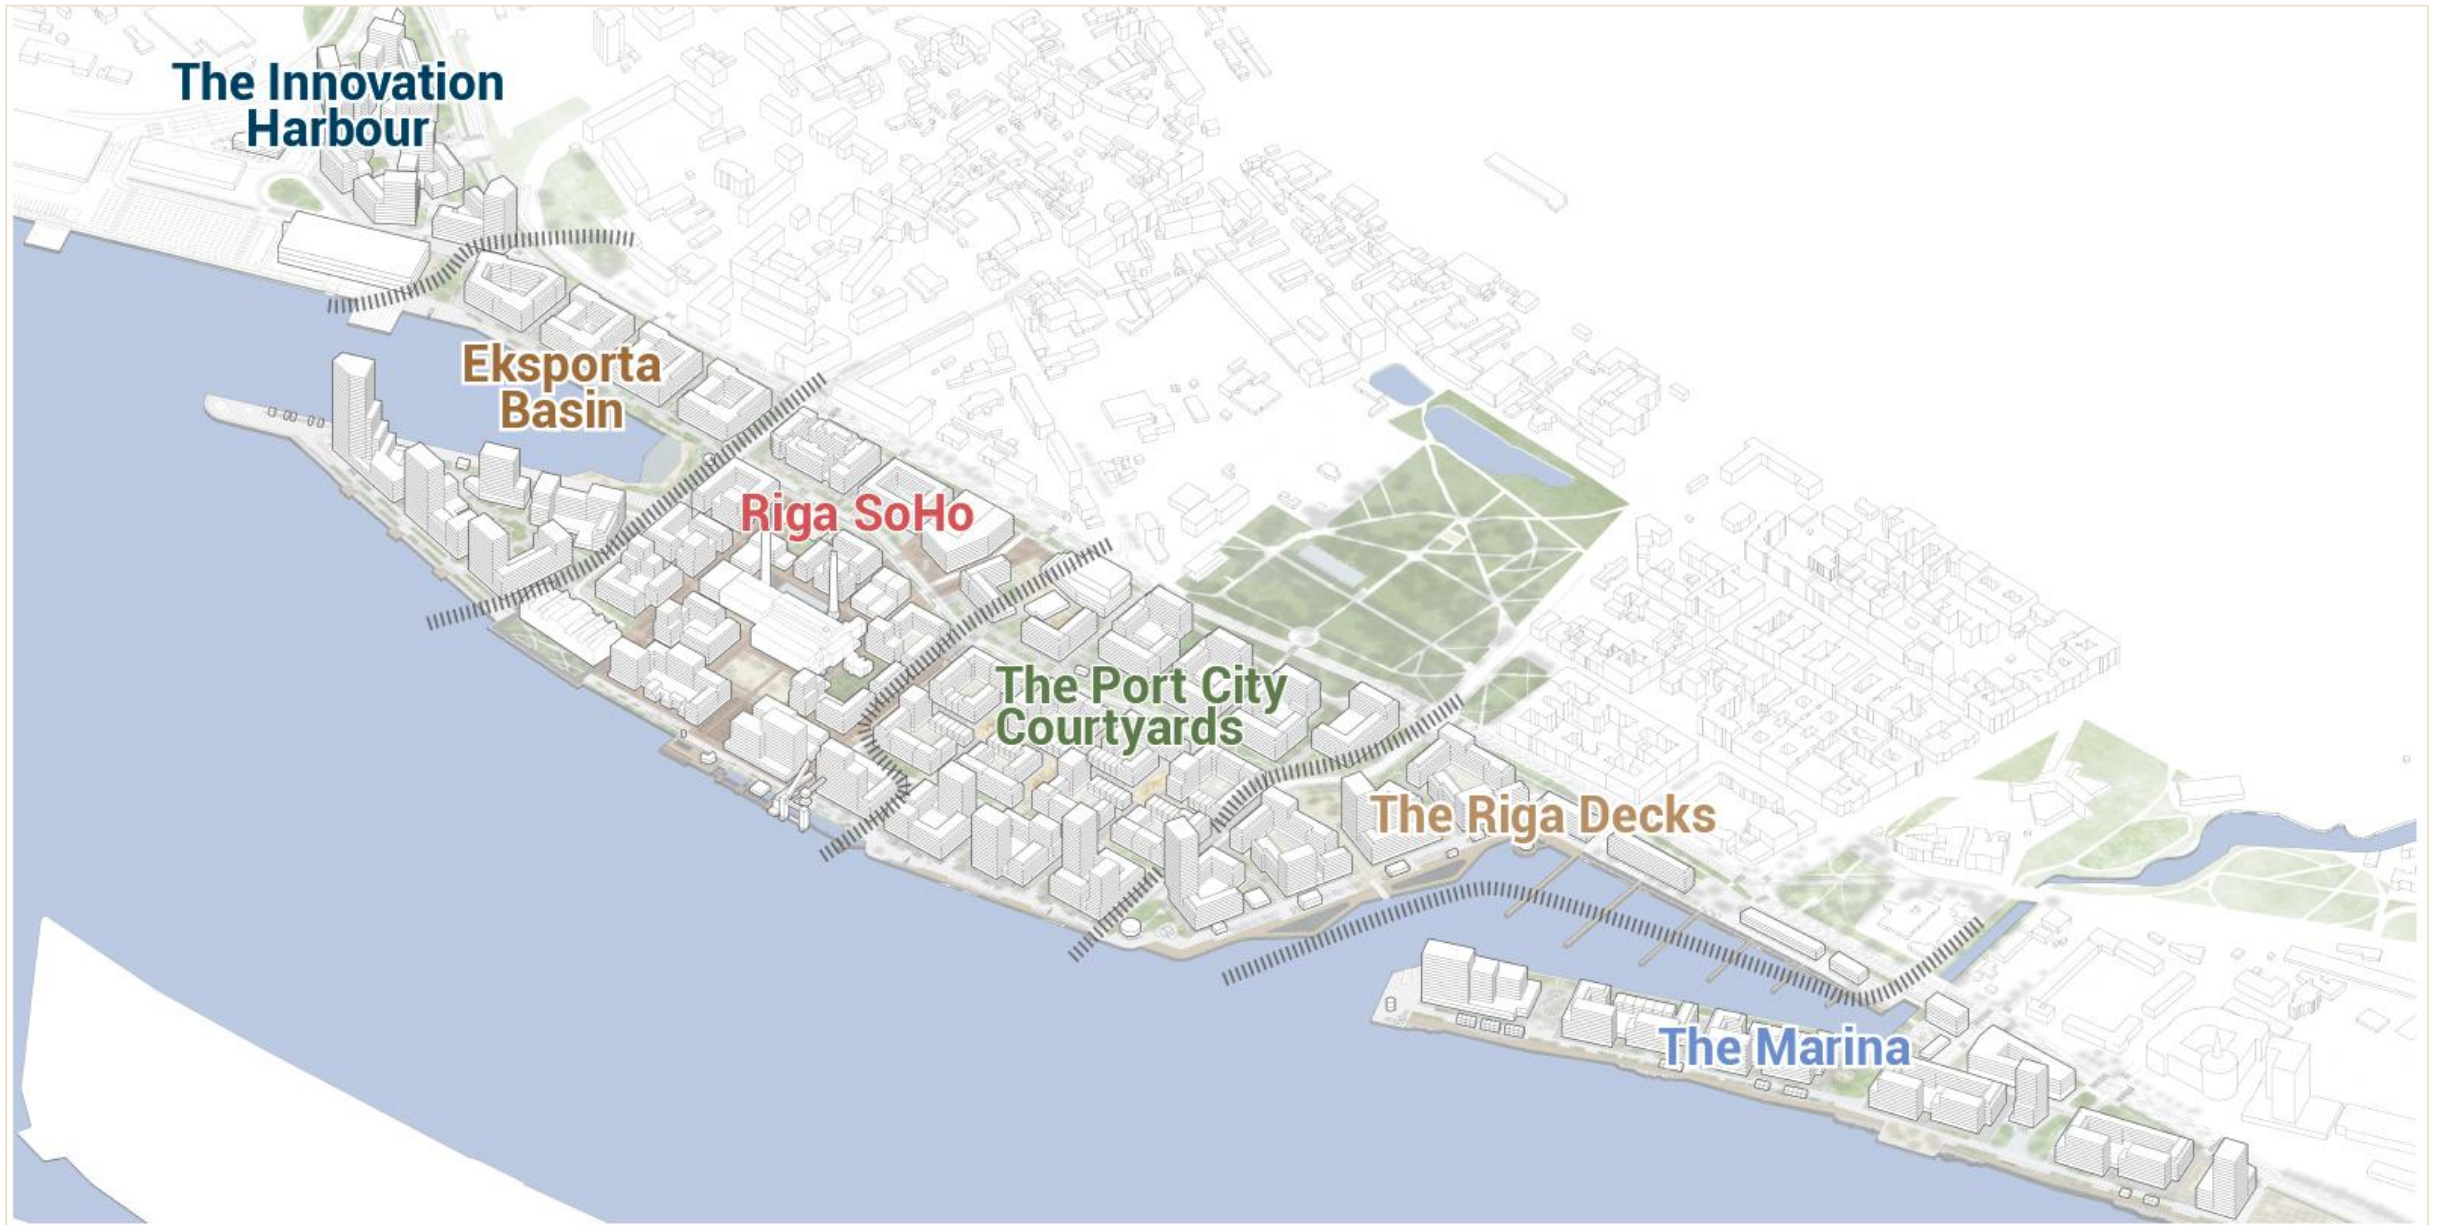 The Innovation
Harbour
Eksporta
Basin
Riga SoHo
The Port City
Courtyards
The Riga Decks
The Marina